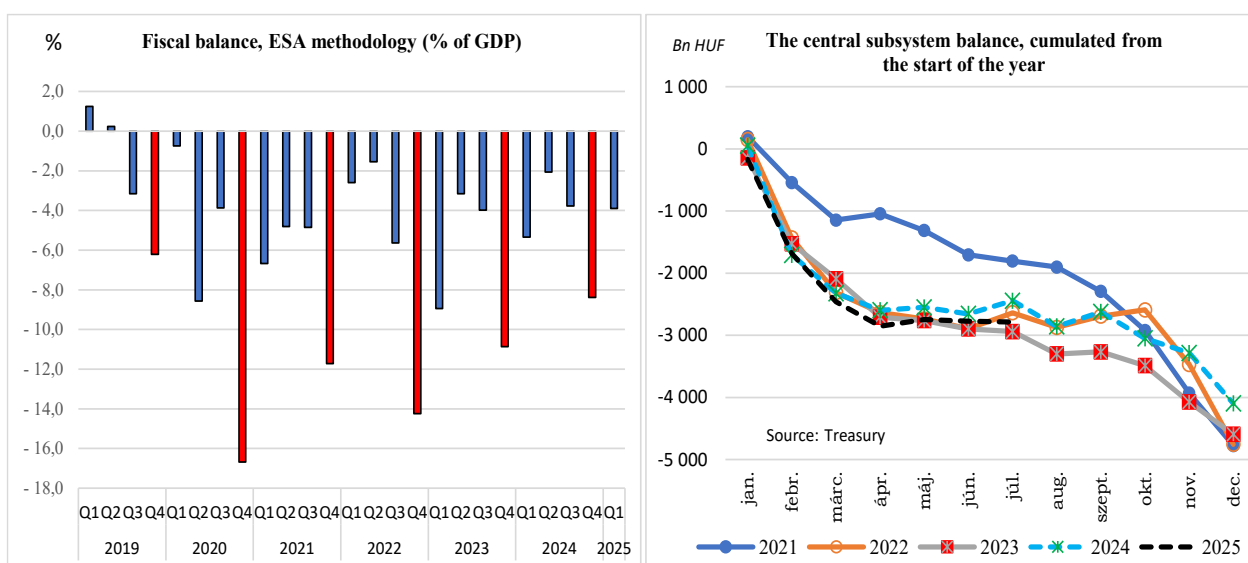 %
Fiscal balance, ESA methodology (% of GDP)
2,0
0,0
- 2,0
- 4,0
- 6,0
- 8,0
- 10,0
- 12,0
- 14,0
- 16,0
- 18,0
Q1 Q2 Q3 Q4 Q1 Q2 Q3 Q4 Q1 Q2 Q3 Q4 Q1 Q2 Q3 Q4 Q1 Q2 Q3 Q4 Q1 Q2 Q3 Q4 Q1
2019 2020 2021 2022 2023 2024 2025
Bn HUF
The central subsystem balance, cumulated from
the start of the year
1 000
0
-1 000
-2 000
-3 000
-4 000
-5 000
Source: Treasury
jan. febr. márc. ápr. máj. jún. júl. aug. szept. okt. nov. dec.
2021 2022 2023 2024 2025